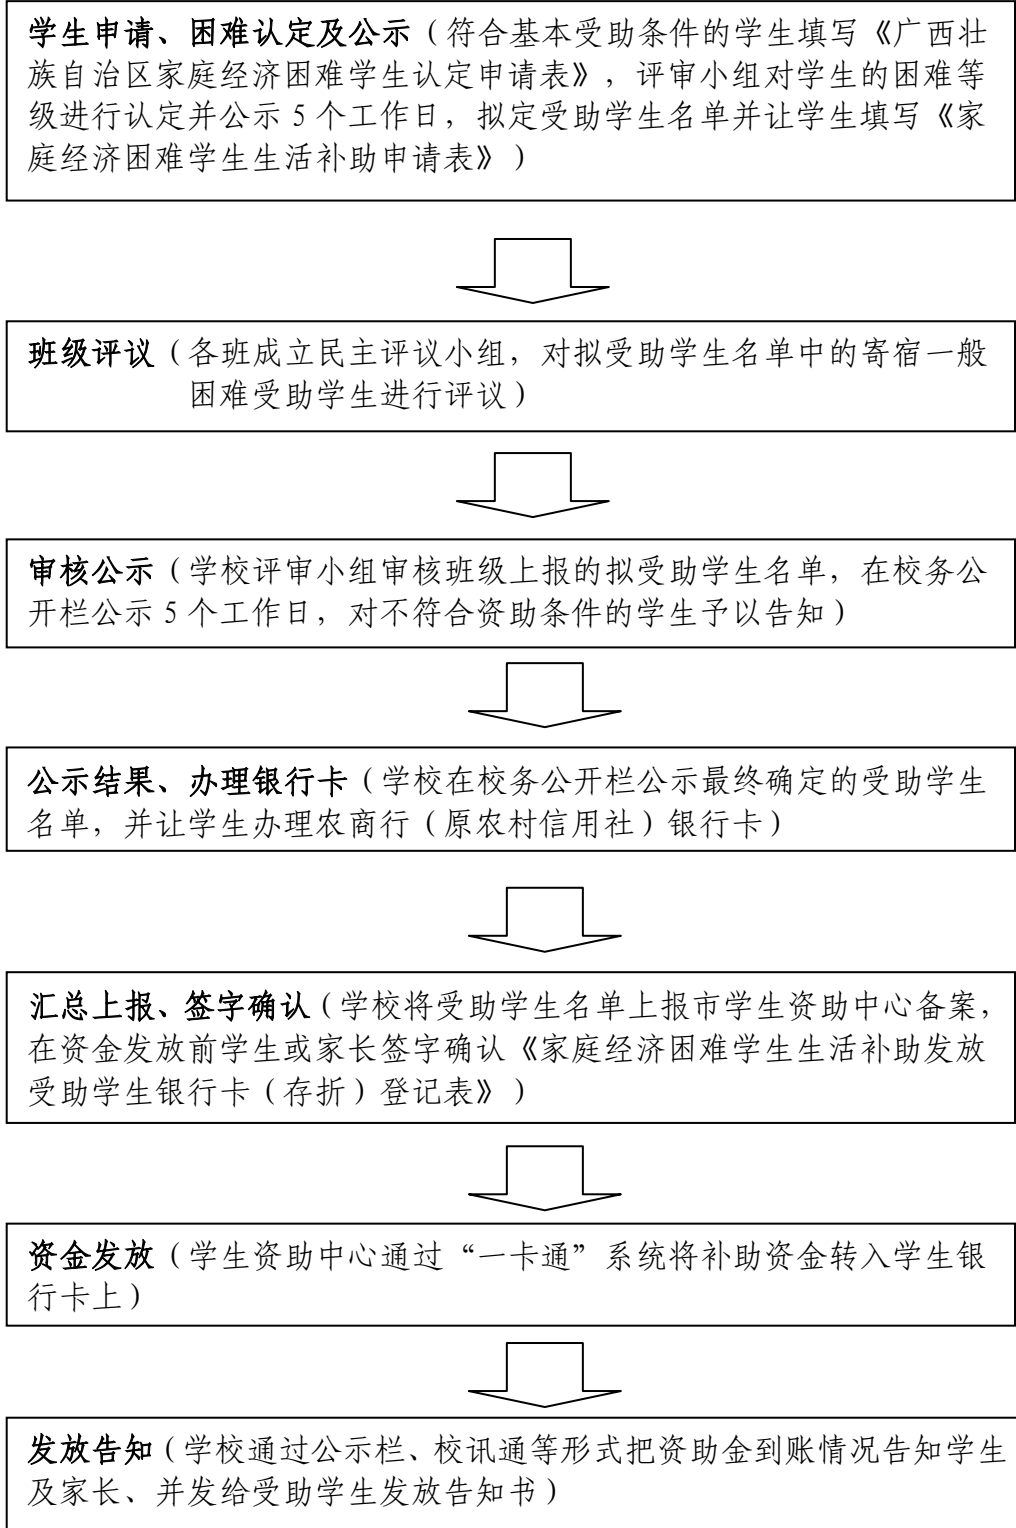 学生申请、困难认定及公示（符合基本受助条件的学生填写《广西壮
族自治区家庭经济困难学生认定申请表》，评审小组对学生的困难等
级进行认定并公示 5 个工作日，拟定受助学生名单并让学生填写《家
庭经济困难学生生活补助申请表》）
班级评议（各班成立民主评议小组，对拟受助学生名单中的寄宿一般
困难受助学生进行评议）
审核公示（学校评审小组审核班级上报的拟受助学生名单，在校务公
开栏公示 5 个工作日，对不符合资助条件的学生予以告知）
公示结果、办理银行卡（学校在校务公开栏公示最终确定的受助学生
名单，并让学生办理农商行（原农村信用社）银行卡）
汇总上报、签字确认（学校将受助学生名单上报市学生资助中心备案，
在资金发放前学生或家长签字确认《家庭经济困难学生生活补助发放
受助学生银行卡（存折）登记表》）
资金发放（学生资助中心通过“一卡通”系统将补助资金转入学生银
行卡上）
发放告知（学校通过公示栏、校讯通等形式把资助金到账情况告知学生
及家长、并发给受助学生发放告知书）